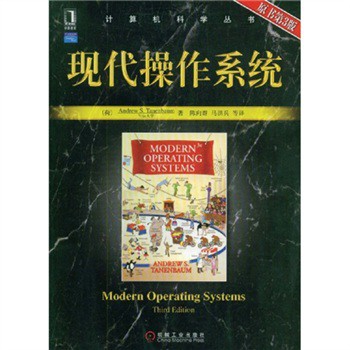 计算机科学丛书
原书第3版
现代操作系统
Andrew S. Tanenbaum 著 陈向群 马洪兵 等译
MODERN
OPERATING
SYSTEMS
ANDREW S.
TANENBAUM
Modern Operating Systems
Third Edition
机械工业出版社